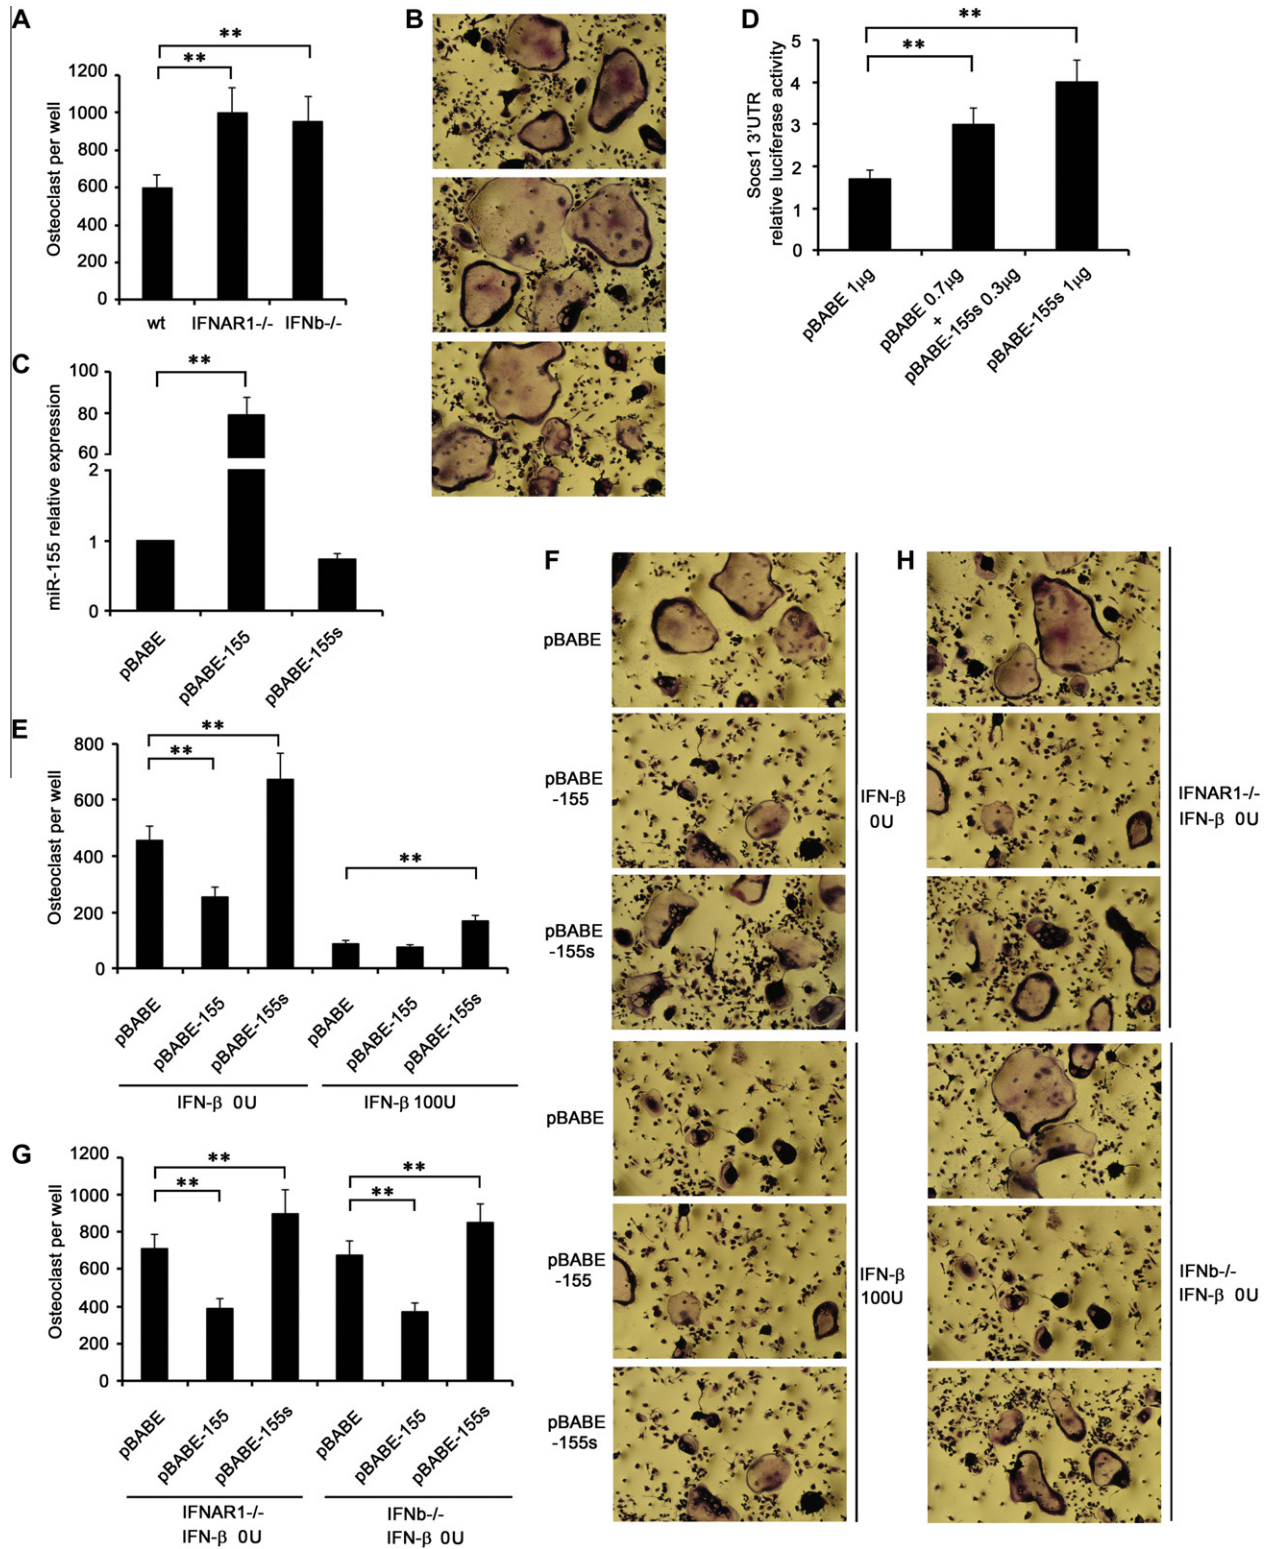 A
**
**
Osteoclast per well
1200
1000
800
600
400
200
0
wt
IFNAR1-/-
IFNb-/-
B
C
**
miR-155 relative expression
100
80
60
2
1
0
pBABE
pBABE-155
pBABE-155s
D
**
**
Socs1 3'UTR
relative luciferase activity
5
4
3
2
1
0
pBABE 1µg
pBABE 0.7µg
+
pBABE-155s 0.3µg
pBABE-155s 1µg
E
**
**
**
Osteoclast per well
800
600
400
200
0
pBABE
pBABE-155
pBABE-155s
pBABE
pBABE-155
pBABE-155s
IFN-β 0U
IFN-β 100U
F
pBABE
pBABE
-155
pBABE
-155s
IFN-β
0U
pBABE
pBABE
-155
pBABE
-155s
IFN-β
100U
G
**
**
**
**
Osteoclast per well
1200
1000
800
600
400
200
0
pBABE
pBABE-155
pBABE-155s
pBABE
pBABE-155
pBABE-155s
IFNAR1-/-
IFN-β 0U
IFNb-/-
IFN-β 0U
H
IFNAR1-/-
IFN-β 0U
IFNb-/-
IFN-β 0U